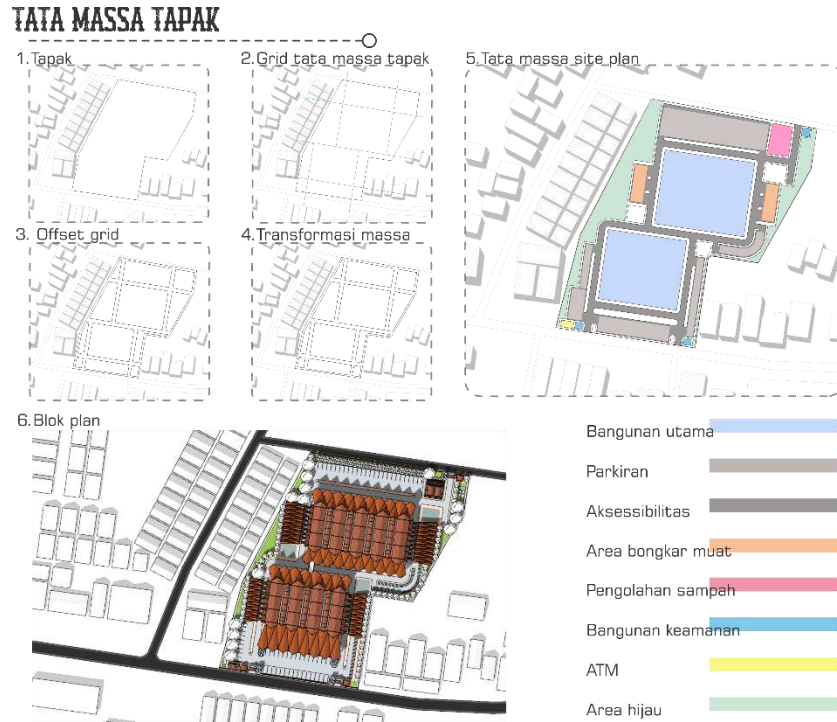 TATA MASSA TAPAK
1. Tapak
2. Grid tata massa tapak
3. Offset grid
4. Transformasi massa
5. Tata massa site plan
6. Blok plan
Bangunan utama
Parkiran
Aksessibilitas
Area bongkar muat
Pengolahan sampah
Bangunan keamanan
ATM
Area hijau